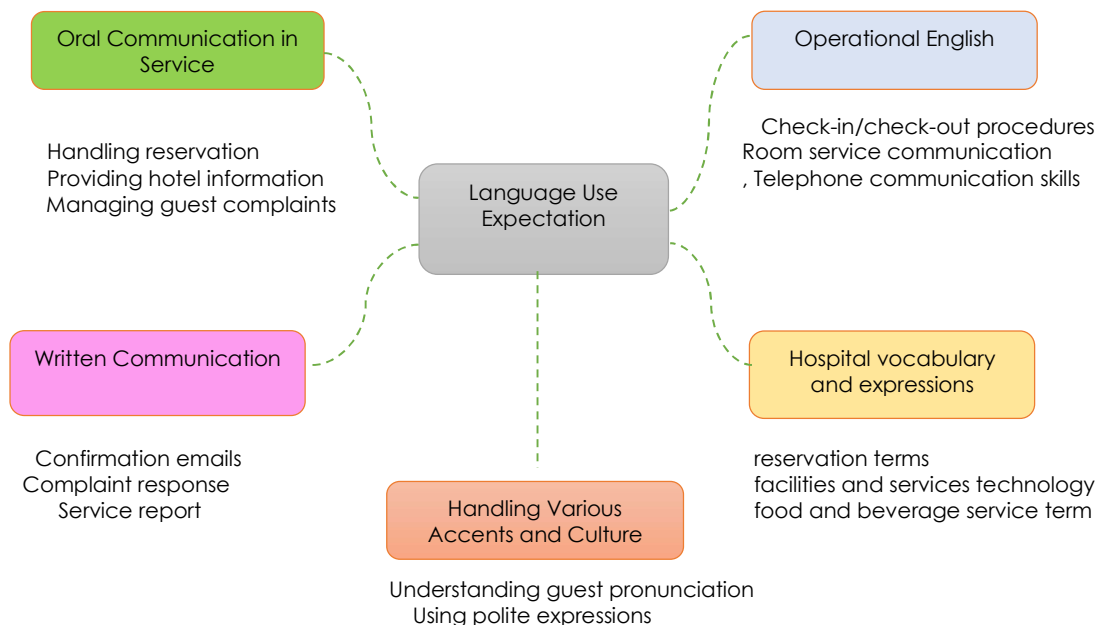 Oral Communication in
Service
Handling reservation
Providing hotel information
Managing guest complaints
Operational English
Check-in/check-out procedures
Room service communication
, Telephone communication skills
Language Use
Expectation
Written Communication
Confirmation emails
Complaint response
Service report
Hospital vocabulary
and expressions
reservation terms
facilities and services technology
food and beverage service term
Handling Various
Accents and Culture
Understanding guest pronunciation
Using polite expressions